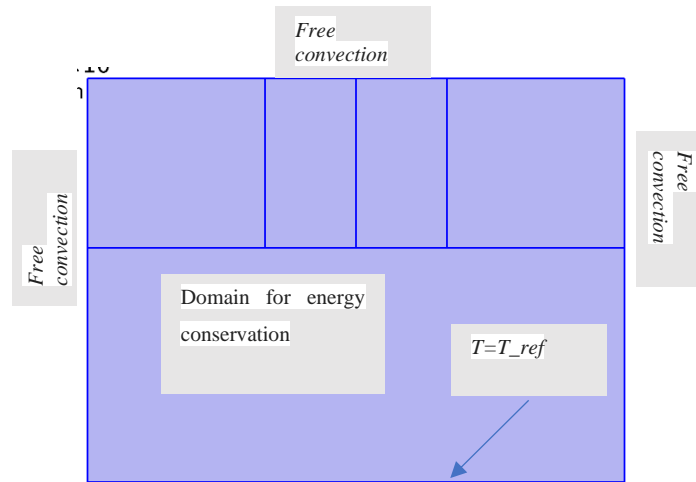 Free
convection
Free
convection
Free
convection
Domain for energy
conservation
T=T_ref